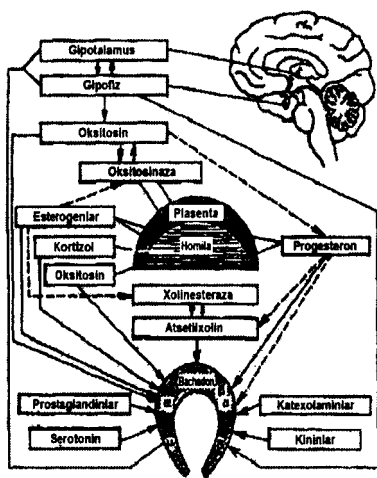 Gipotalamus
Gipofiz
Oksitosin
Oksitosinaza
Esterogenlar
Plasenta
Kortizol
Homila
Progesteron
Oksitosin
Xolinesteraza
Atsetilxolin
Bachadon
Prostaglandinlar
Katexolaminlar
Serotonin
Kininlar